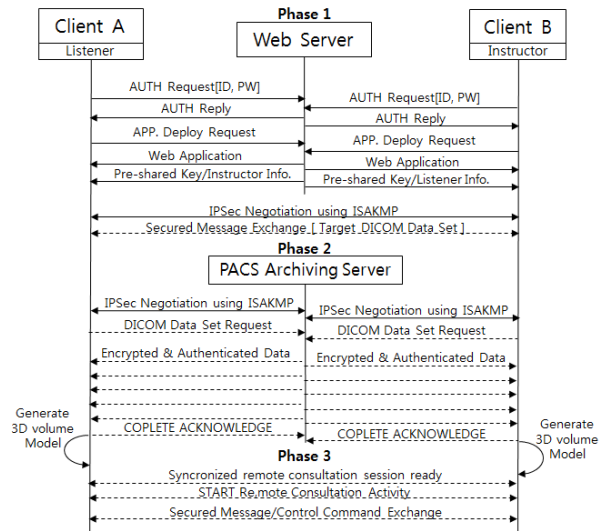 Phase 1
Client A
Listener
Web Server
Client B
Instructor
AUTH Request[ID, PW]
AUTH Request[ID, PW]
AUTH Reply
AUTH Reply
APP. Deploy Request
APP. Deploy Request
Web Application
Web Application
Pre-shared Key/Instructor Info.
Pre-shared Key/Listener Info.
IPSec Negotiation using ISAKMP
Secured Message Exchange [ Target DICOM Data Set ]
Phase 2
PACS Archiving Server
IPSec Negotiation using ISAKMP
IPSec Negotiation using ISAKMP
DICOM Data Set Request
DICOM Data Set Request
Encrypted & Authenticated Data
Encrypted & Authenticated Data
Generate
3D volume
Model
COPLETE ACKNOWLEDGE
COPLETE ACKNOWLEDGE
Generate
3D volume
Model
Phase 3
Syncronized remote consultation session ready
START Re,mote Consultation Activity
Secured Message/Control Command Exchange